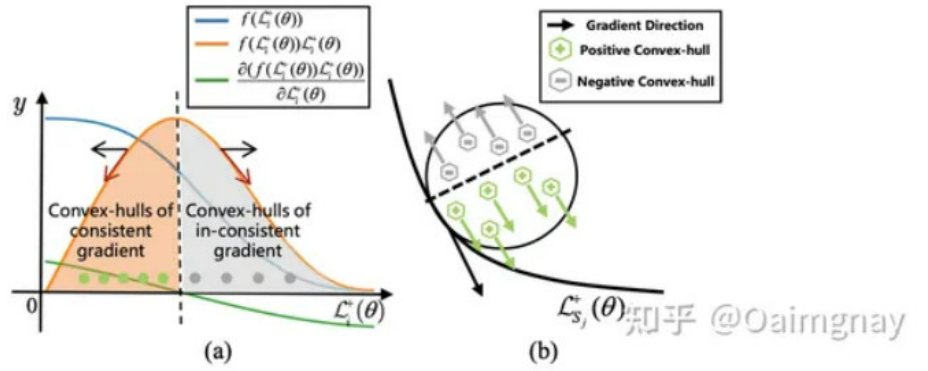 f(ℒᵢ⁺(θ))
f(ℒᵢ⁺(θ))ℒᵢ⁺(θ)
∂(f(ℒᵢ⁺(θ))ℒᵢ⁺(θ))
∂ℒᵢ⁺(θ)
y
Convex-hulls of
consistent
gradient
Convex-hulls of
in-consistent
gradient
0
ℒᵢ⁺(θ)
(a)
Gradient Direction
Positive Convex-hull
Negative Convex-hull
ℒ⁺_{S_j}(θ)
(b)
知乎 @Oaimgnay